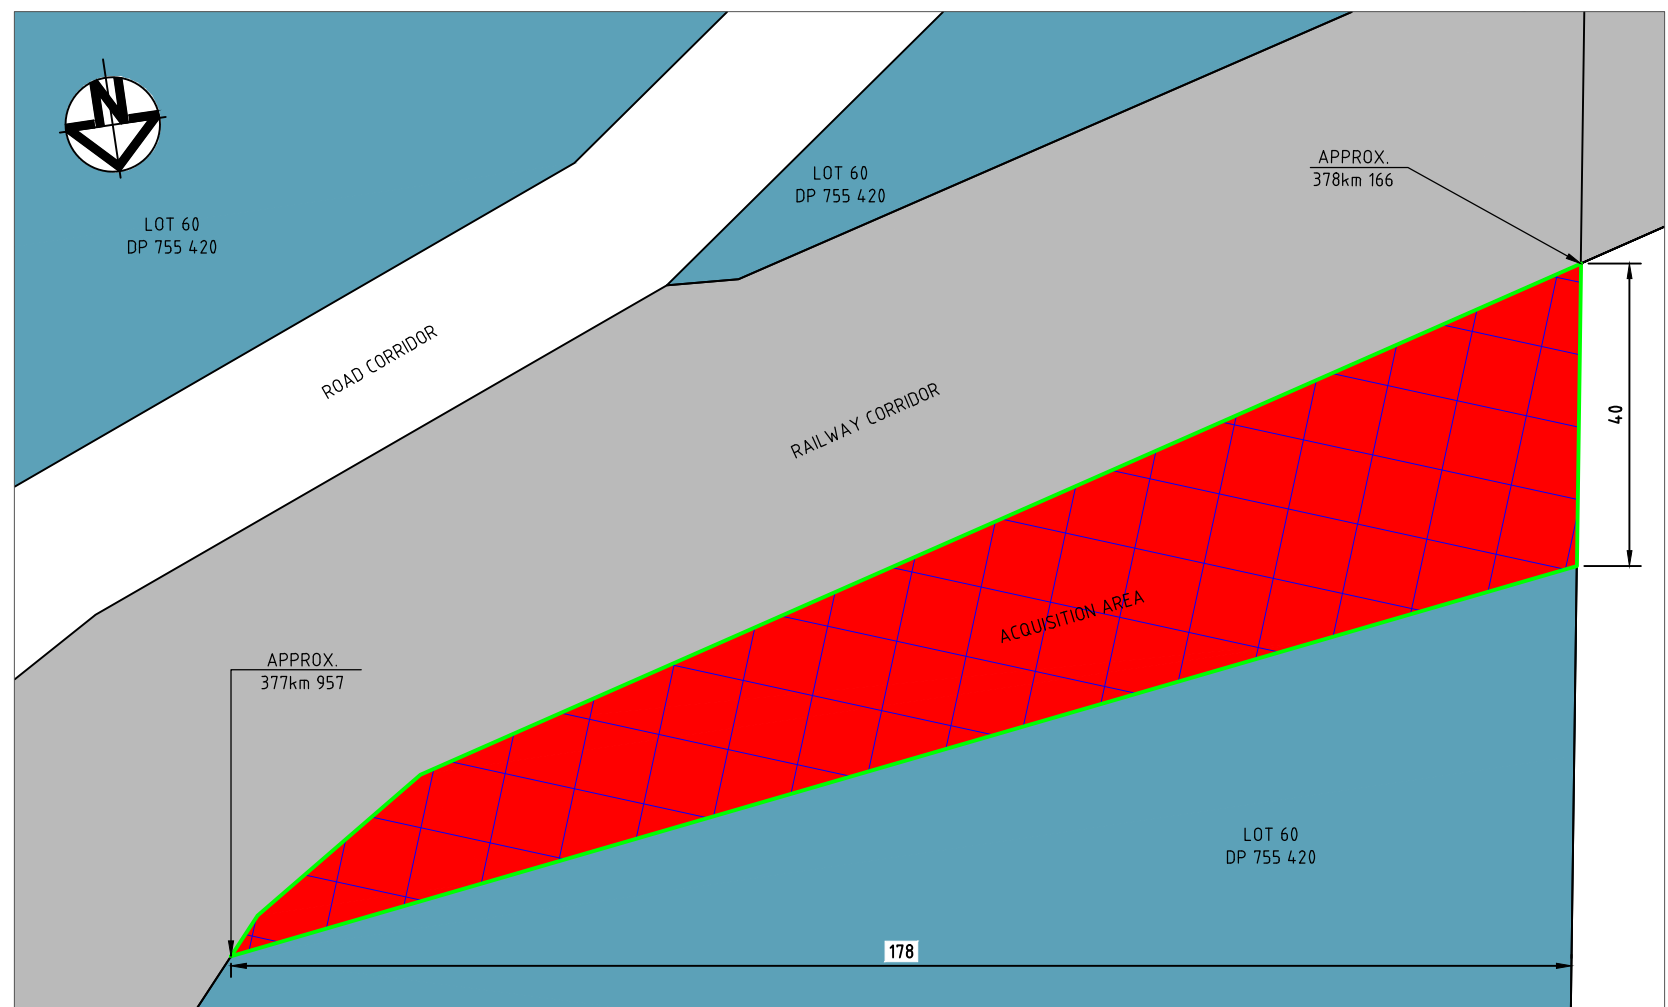 N
LOT 60
DP 755 420
LOT 60
DP 755 420
APPROX.
378km 166
ROAD CORRIDOR
RAILWAY CORRIDOR
40
ACQUISITION AREA
APPROX.
377km 957
LOT 60
DP 755 420
178